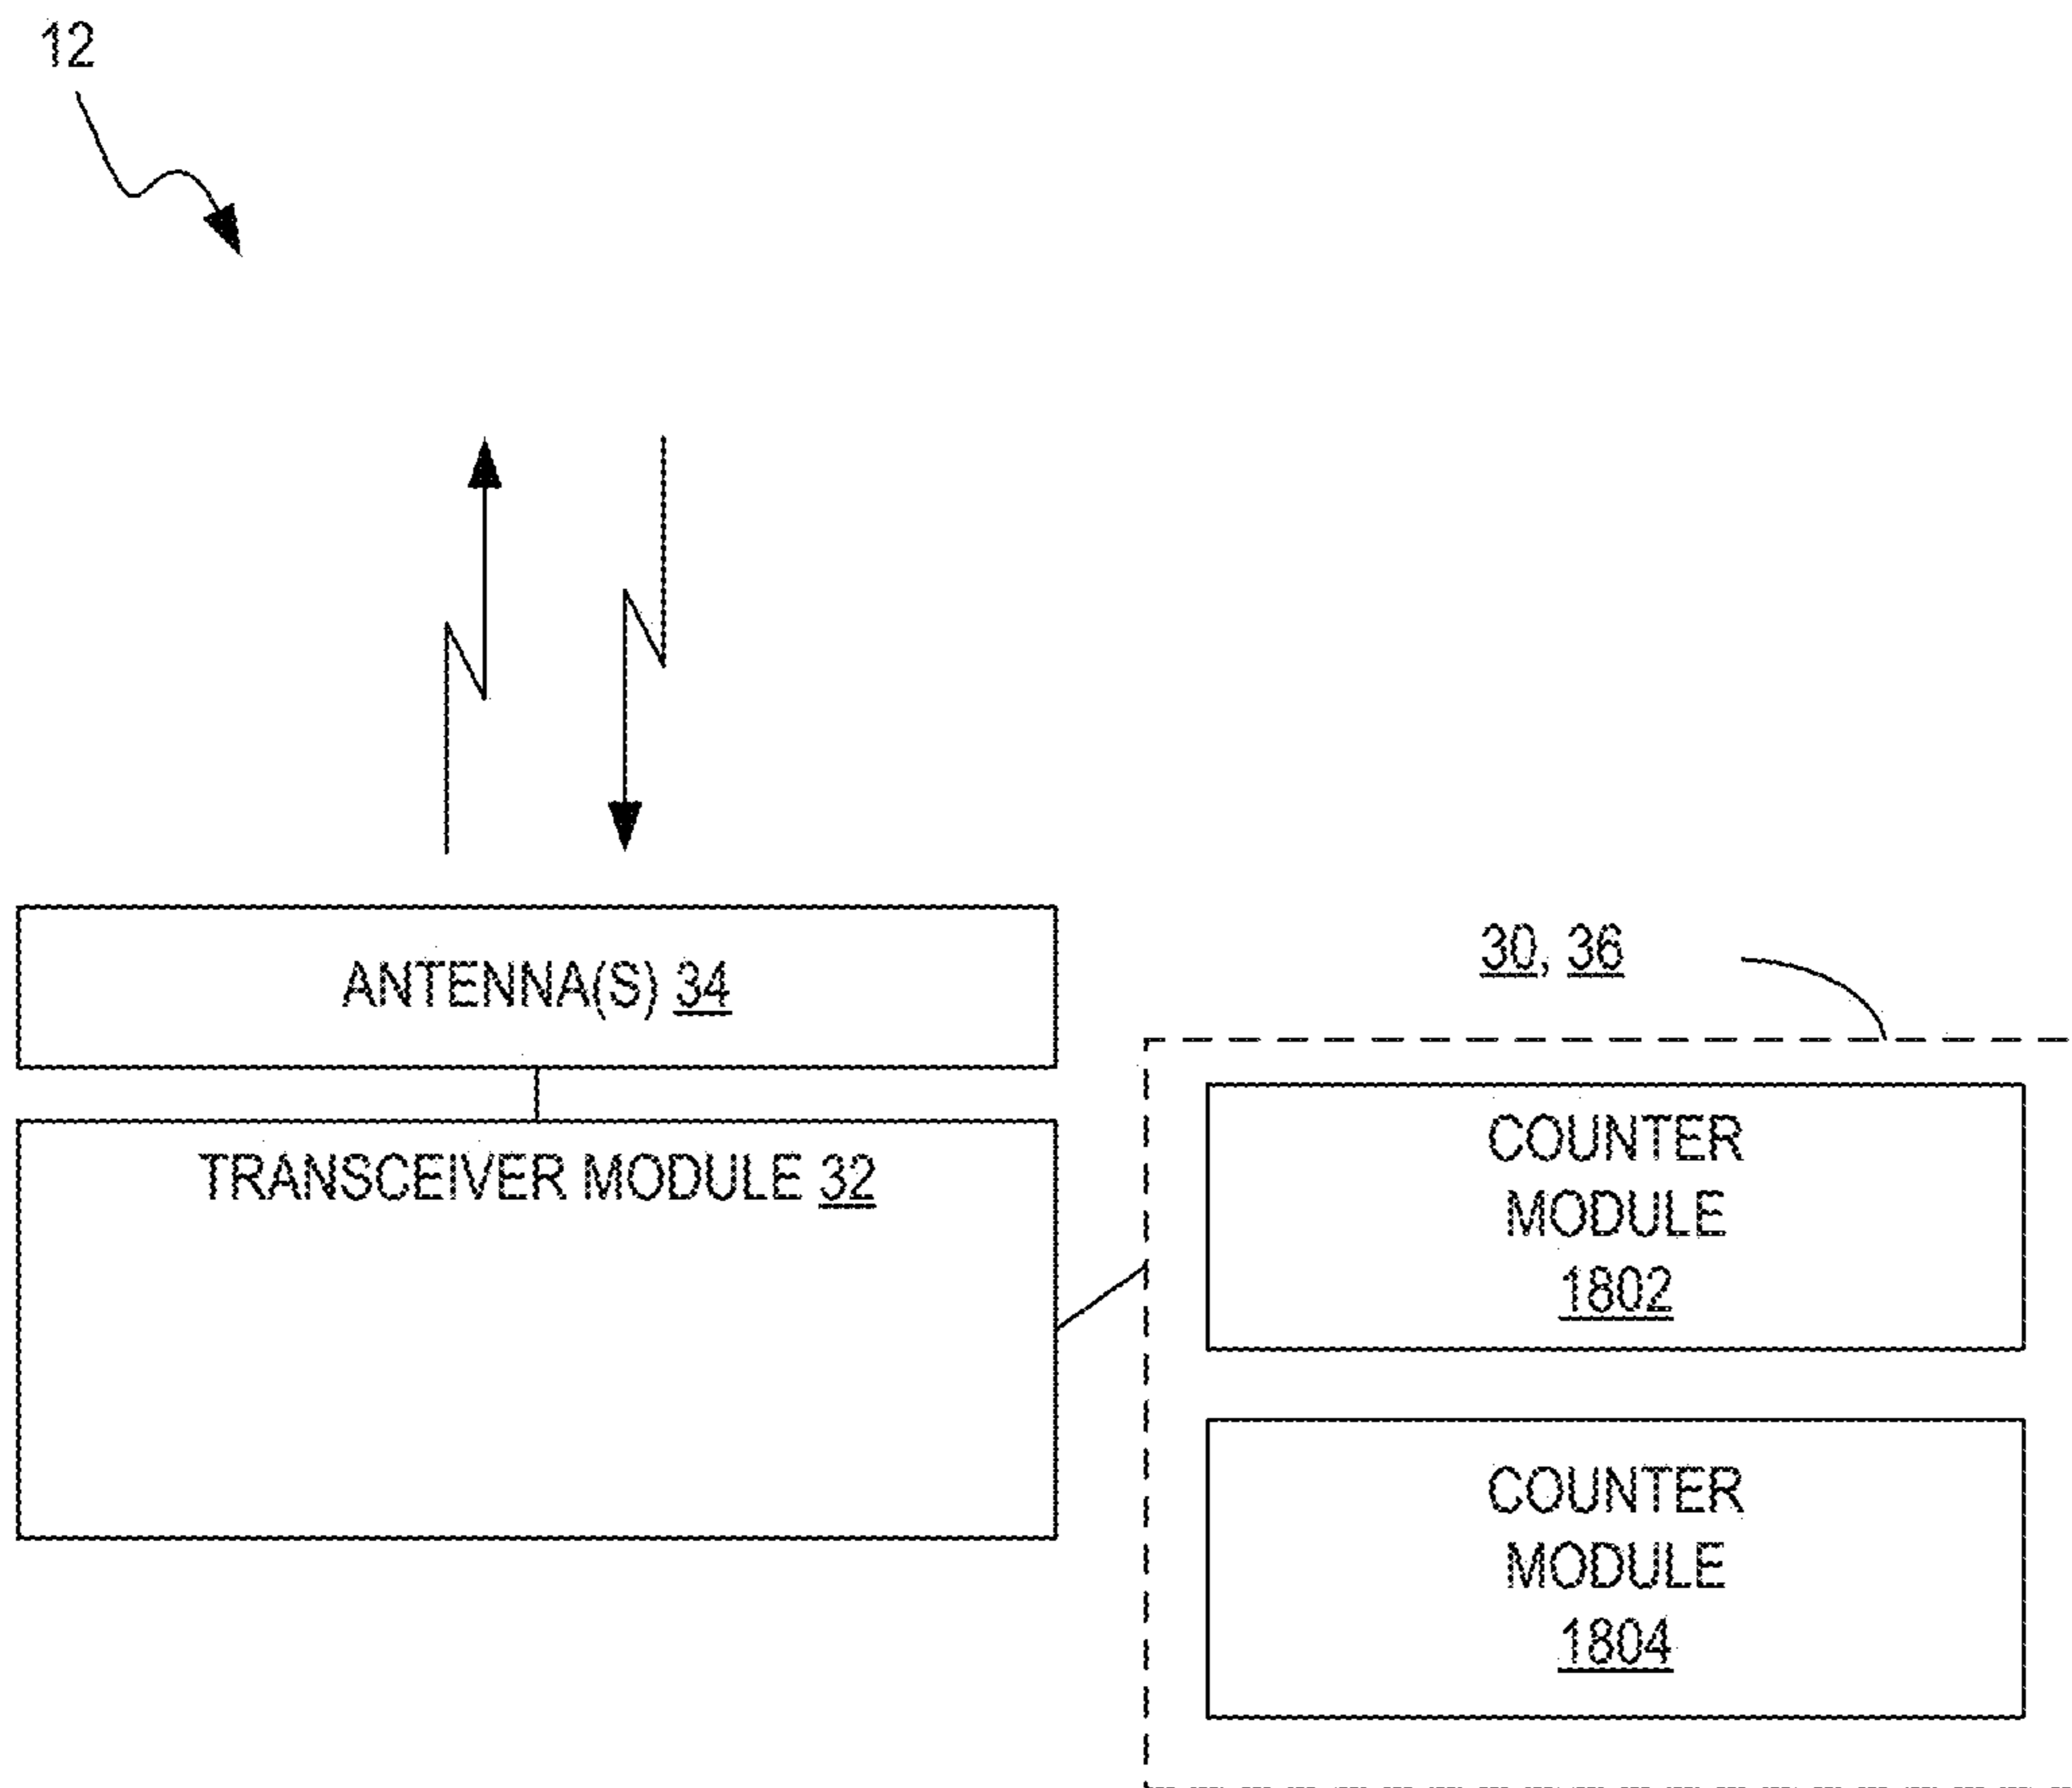 12
ANTENNA(S) 34
30, 36
TRANSCEIVER MODULE 32
COUNTER
MODULE
1802
COUNTER
MODULE
1804